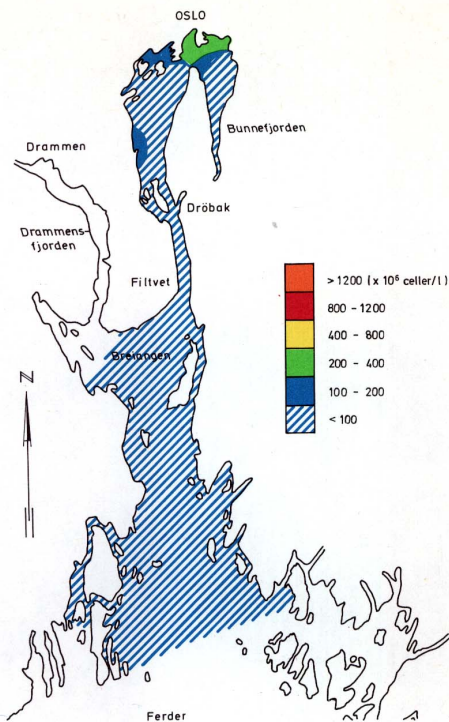 OSLO
Bunnefjorden
Drammen
Dröbak
Drammens-
fjorden
Filtvet
> 1200 (x 10⁶ celler/l)
800 - 1200
400 - 800
200 - 400
100 - 200
< 100
Breiangen
N
Ferder